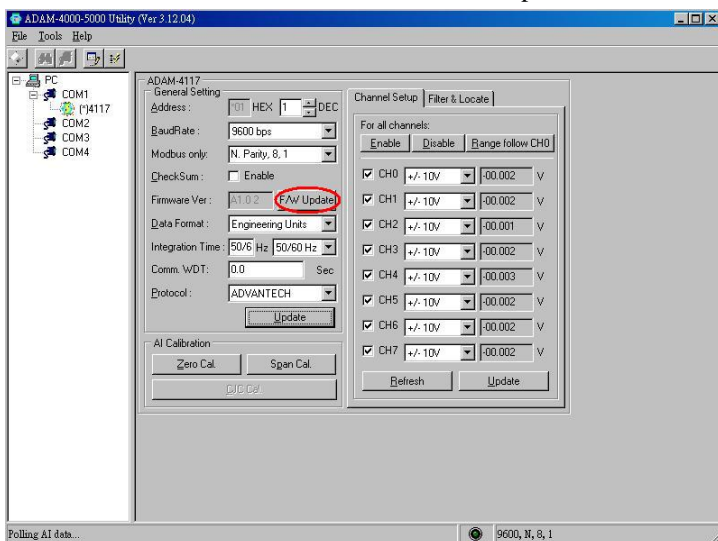 ADAM-4000-5000 Utility (Ver 3.12.04)
File Tools Help
PC
COM1
(*)4117
COM2
COM3
COM4
ADAM-4117
General Setting
Address : *01 HEX 1 DEC
BaudRate : 9600 bps
Modbus only: N. Parity, 8, 1
CheckSum : Enable
Firmware Ver : A1.0 2 F/W Update
Data Format : Engineering Units
Integration Time : 50/6 Hz 50/60 Hz
Comm. WDT: 0.0 Sec
Protocol : ADVANTECH
Update
AI Calibration
Zero Cal. Span Cal.
CJC Cal.
Channel Setup Filter & Locate
For all channels:
Enable Disable Range follow CH0
CH0 +/- 10V -00.002 V
CH1 +/- 10V -00.002 V
CH2 +/- 10V -00.001 V
CH3 +/- 10V -00.002 V
CH4 +/- 10V -00.003 V
CH5 +/- 10V -00.002 V
CH6 +/- 10V -00.002 V
CH7 +/- 10V -00.002 V
Refresh Update
Polling AI data... 9600, N, 8, 1